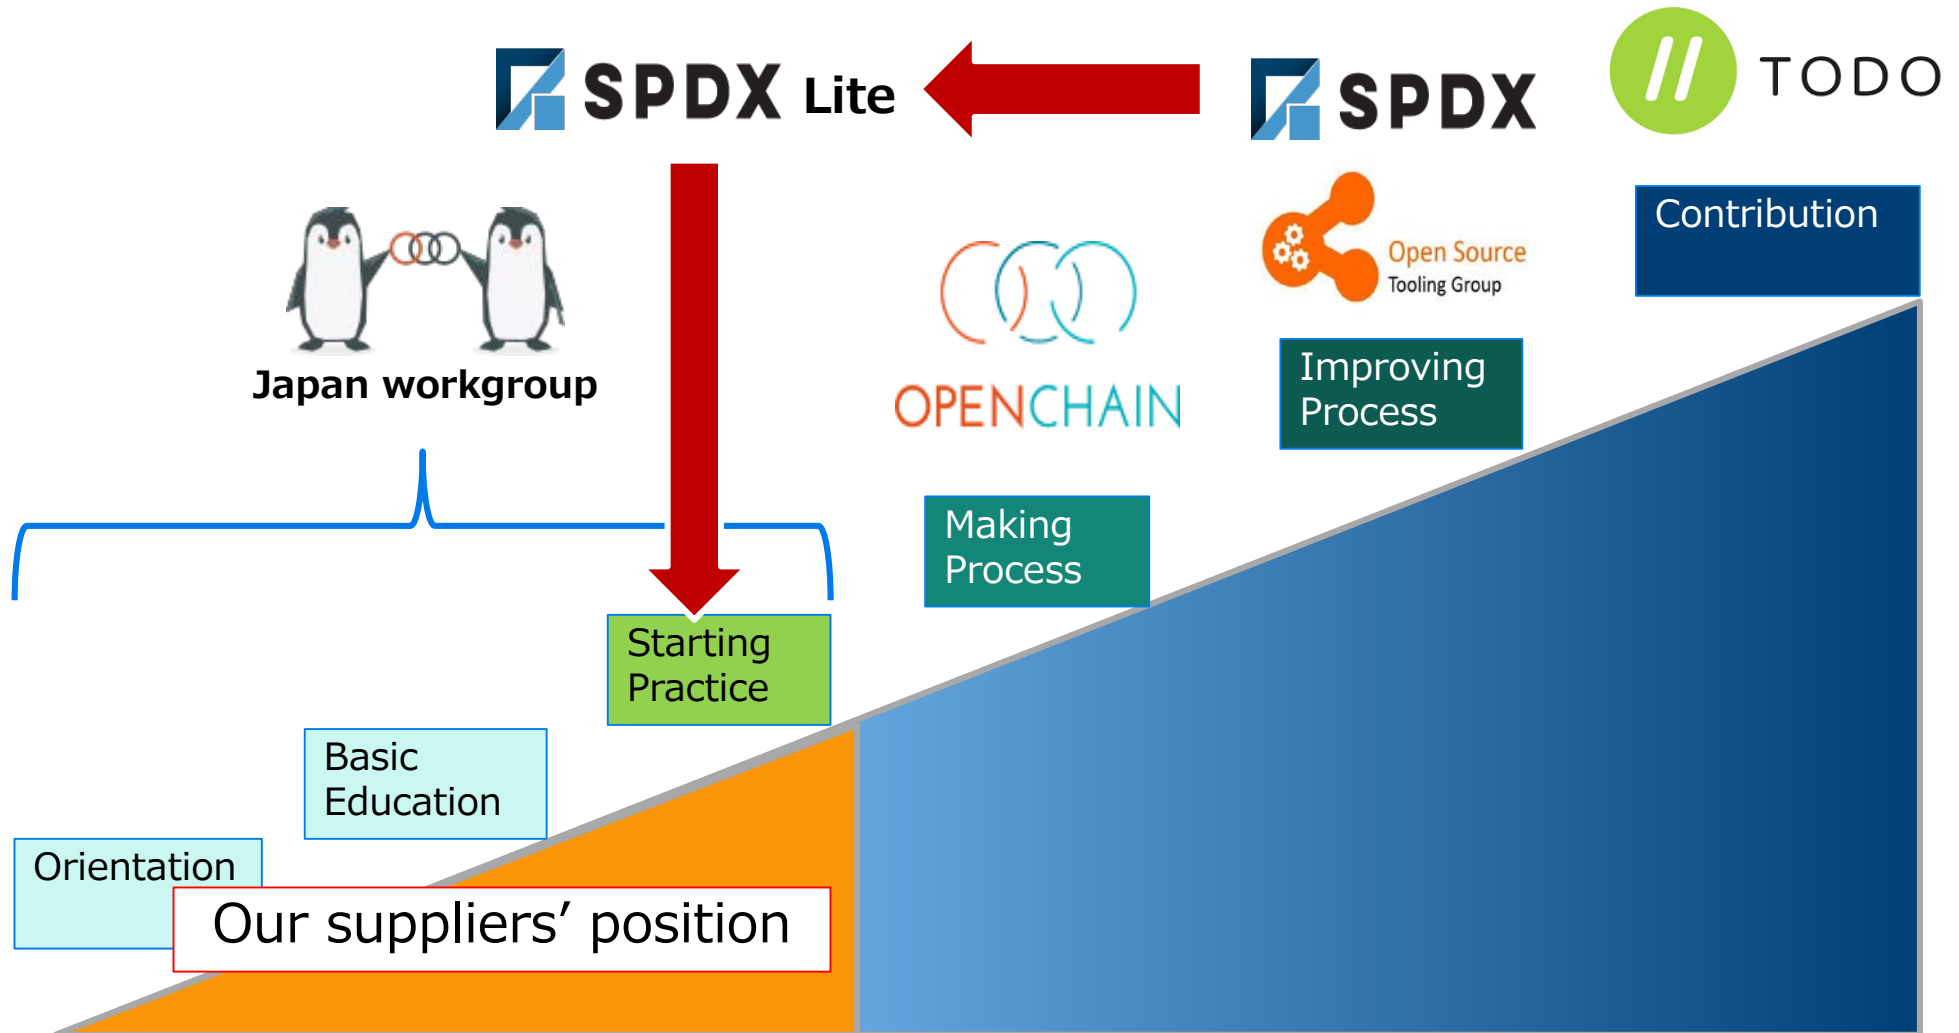 SPDX Lite
SPDX
TODO
Contribution
Open Source
Tooling Group
Japan workgroup
OPENCHAIN
Improving
Process
Making
Process
Starting
Practice
Basic
Education
Orientation
Our suppliers’ position